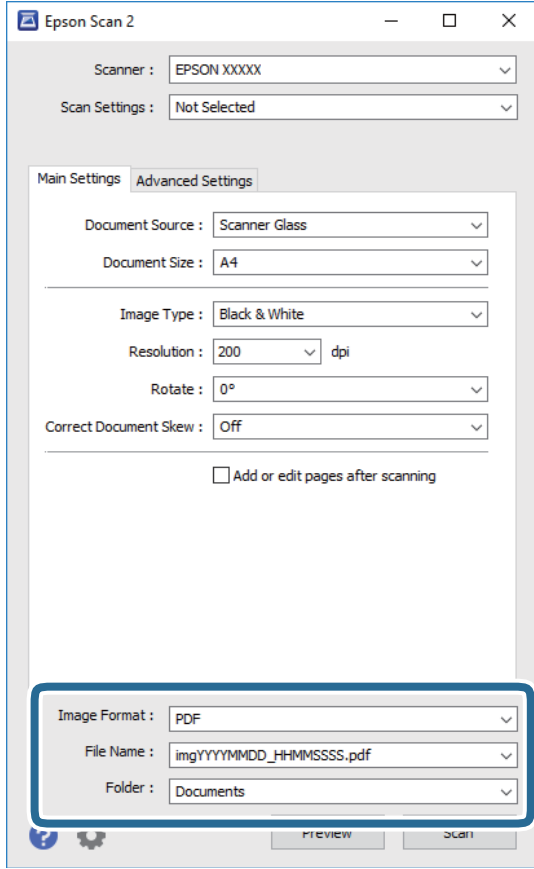 Epson Scan 2
Scanner : EPSON XXXXX
Scan Settings : Not Selected
Main Settings Advanced Settings
Document Source : Scanner Glass
Document Size : A4
Image Type : Black & White
Resolution : 200 dpi
Rotate : 0°
Correct Document Skew : Off
Add or edit pages after scanning
Image Format : PDF
File Name : imgYYYYMMDD_HHMMSSSS.pdf
Folder : Documents
? Preview Scan